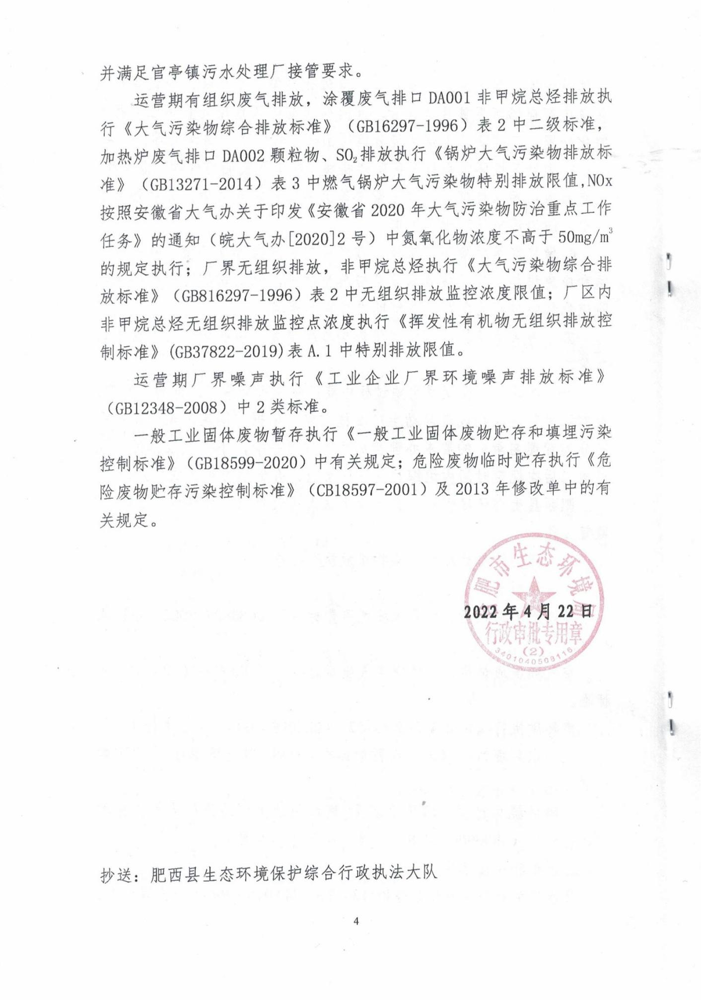 并满足官亭镇污水处理厂接管要求。
运营期有组织废气排放，涂覆废气排口 DA001 非甲烷总烃排放执
行《大气污染物综合排放标准》（GB16297-1996）表 2 中二级标准，
加热炉废气排口 DA002 颗粒物、SO₂排放执行《锅炉大气污染物排放标
准》（GB13271-2014）表 3 中燃气锅炉大气污染物特别排放限值,NOx
按照安徽省大气办关于印发《安徽省 2020 年大气污染物防治重点工作
任务》的通知（皖大气办[2020]2 号）中氮氧化物浓度不高于 50mg/m³
的规定执行；厂界无组织排放，非甲烷总烃执行《大气污染物综合排
放标准》（GB816297-1996）表 2 中无组织排放监控浓度限值；厂区内
非甲烷总烃无组织排放监控点浓度执行《挥发性有机物无组织排放控
制标准》(GB37822-2019)表 A.1 中特别排放限值。
运营期厂界噪声执行《工业企业厂界环境噪声排放标准》
（GB12348-2008）中 2 类标准。
一般工业固体废物暂存执行《一般工业固体废物贮存和填埋污染
控制标准》（GB18599-2020）中有关规定；危险废物临时贮存执行《危
险废物贮存污染控制标准》（CB18597-2001）及 2013 年修改单中的有
关规定。
合肥市生态环境局
2022 年 4 月 22 日
行政审批专用章
（2）
3401040508116
抄送：肥西县生态环境保护综合行政执法大队
4